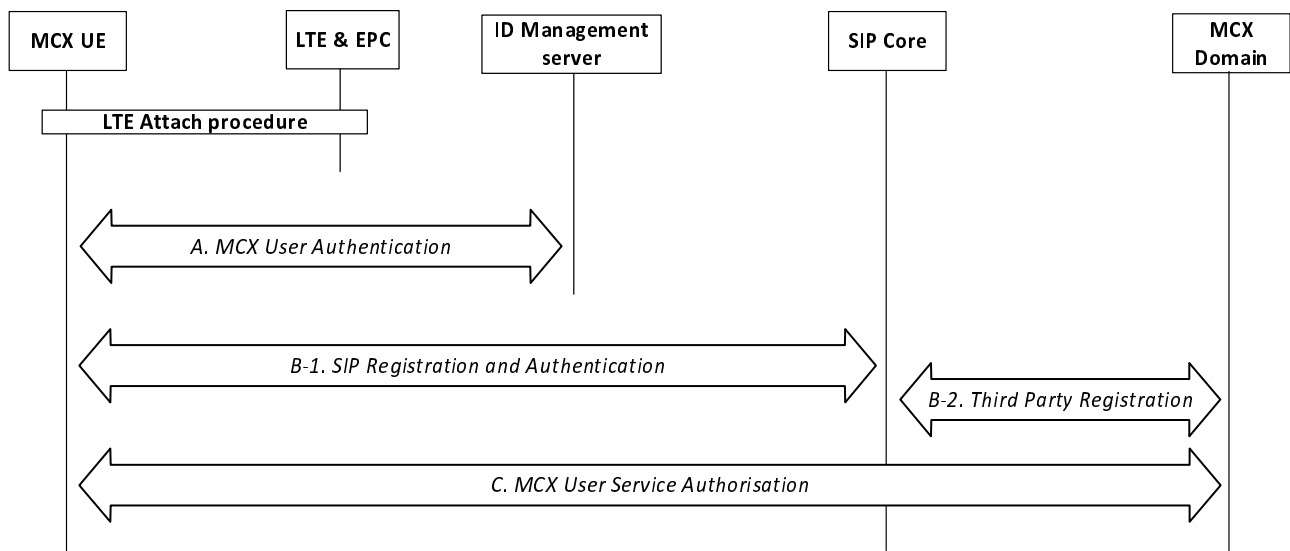 MCX UE
LTE & EPC
ID Management
server
SIP Core
MCX
Domain
LTE Attach procedure
A. MCX User Authentication
B-1. SIP Registration and Authentication
B-2. Third Party Registration
C. MCX User Service Authorisation